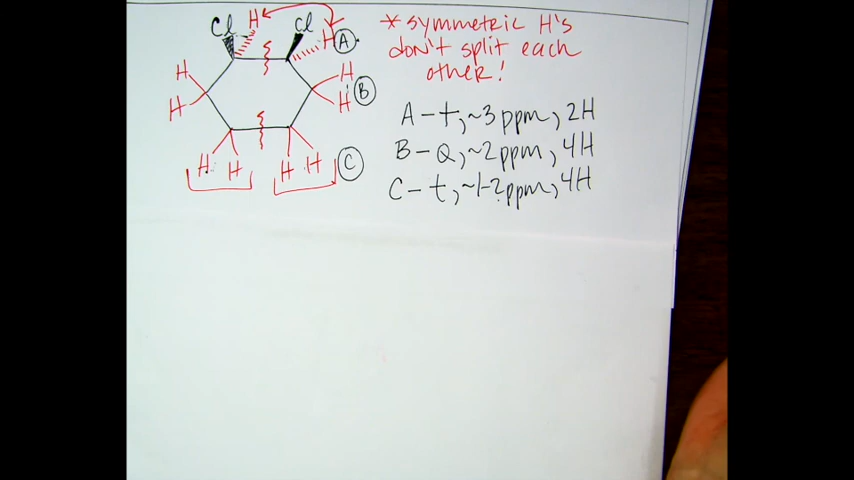 Cl H Cl
H A
H H
H H B
H H H H C
* symmetric H's
don't split each
other!
A - t, ~3 ppm, 2H
B - Q, ~2 ppm, 4H
C - t, ~1-2 ppm, 4H